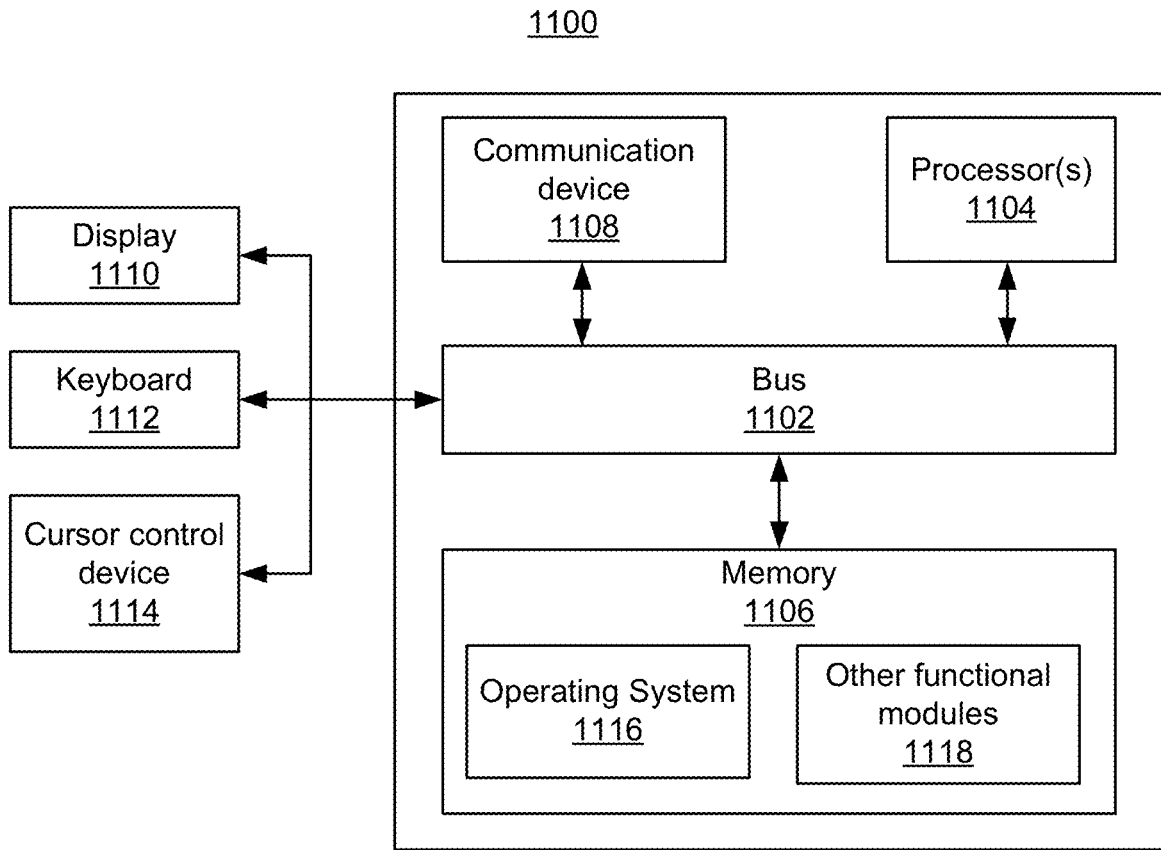 1100
Communication
device
1108
Processor(s)
1104
Display
1110
Keyboard
1112
Cursor control
device
1114
Bus
1102
Memory
1106
Operating System
1116
Other functional
modules
1118